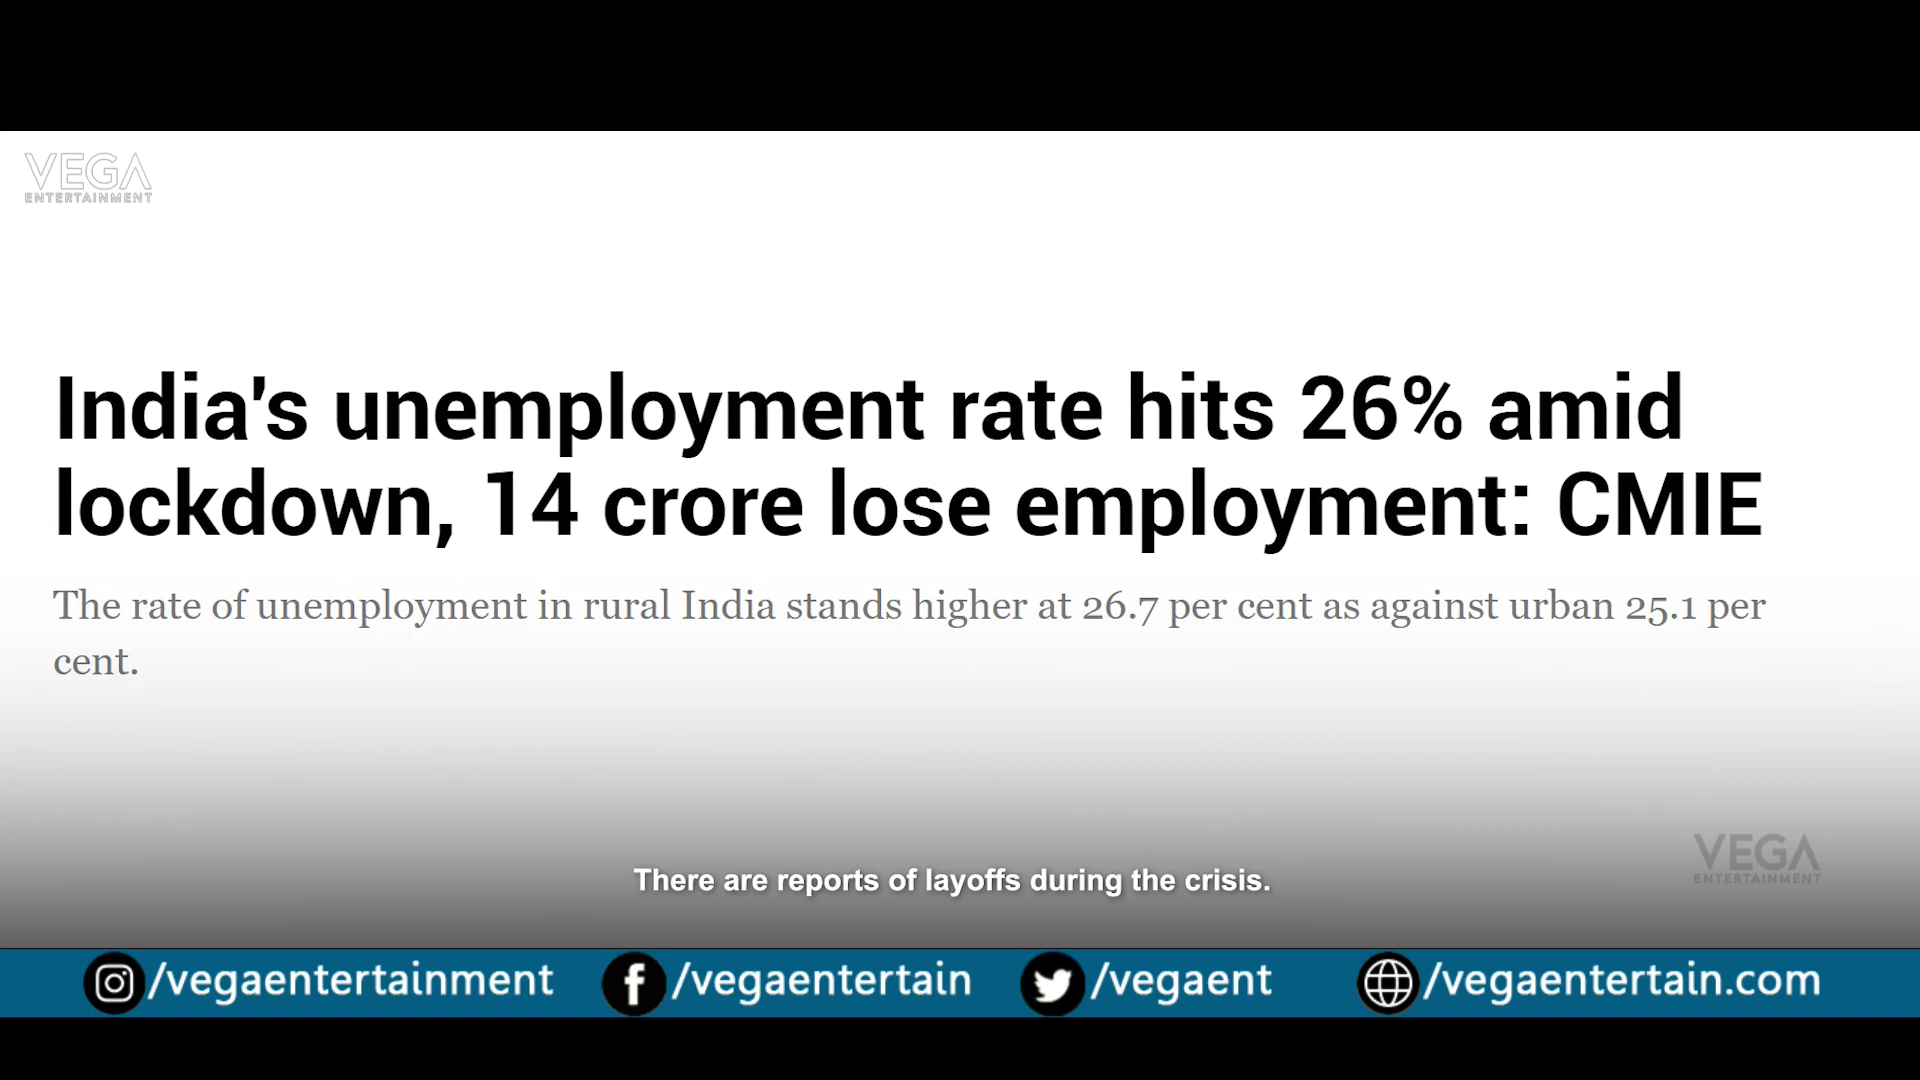 VEGA
ENTERTAINMENT
India's unemployment rate hits 26% amid
lockdown, 14 crore lose employment: CMIE
The rate of unemployment in rural India stands higher at 26.7 per cent as against urban 25.1 per
cent.
VEGA
ENTERTAINMENT
There are reports of layoffs during the crisis.
/vegaentertainment /vegaentertain /vegaent /vegaentertain.com